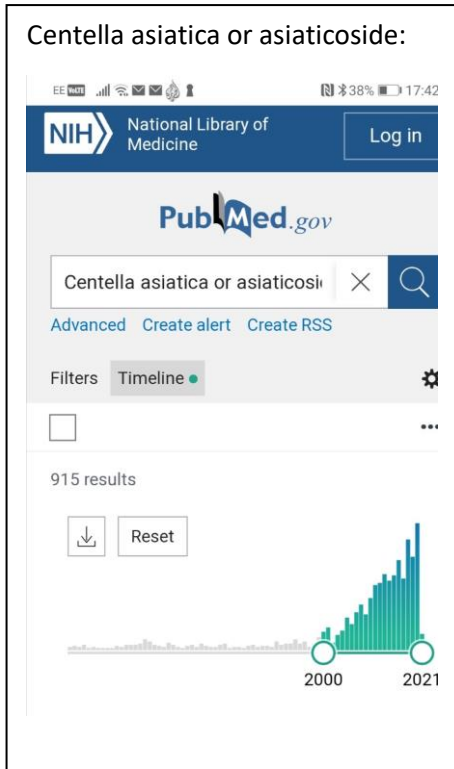 Centella asiatica or asiaticoside:
EE VoLTE 38% 17:42
NIH National Library of
Medicine
Log in
PubMed.gov
Centella asiatica or asiaticosi
Advanced Create alert Create RSS
Filters Timeline
915 results
Reset
2000 2021